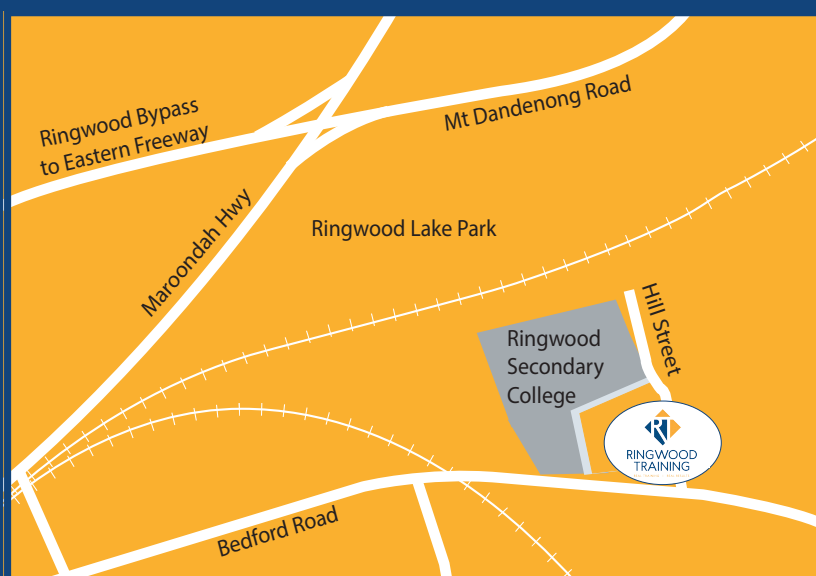 Ringwood Bypass
to Eastern Freeway
Mt Dandenong Road
Maroondah Hwy
Ringwood Lake Park
Hill Street
Ringwood
Secondary
College
RT
RINGWOOD
TRAINING
Bedford Road